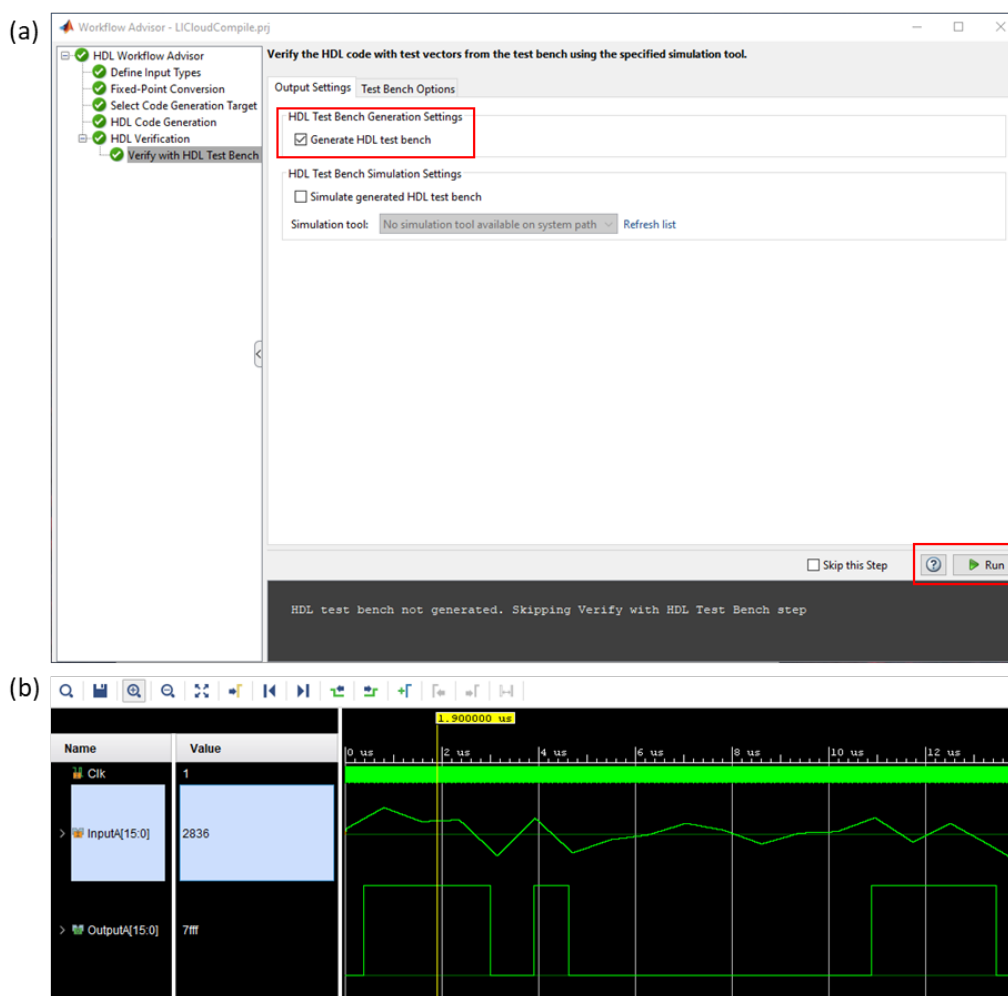 (a)
Workflow Advisor - LICloudCompile.prj
HDL Workflow Advisor
Define Input Types
Fixed-Point Conversion
Select Code Generation Target
HDL Code Generation
HDL Verification
Verify with HDL Test Bench
Verify the HDL code with test vectors from the test bench using the specified simulation tool.
Output Settings Test Bench Options
HDL Test Bench Generation Settings
Generate HDL test bench
HDL Test Bench Simulation Settings
Simulate generated HDL test bench
Simulation tool: No simulation tool available on system path Refresh list
Skip this Step ? Run
HDL test bench not generated. Skipping Verify with HDL Test Bench step
(b)
1.900000 us
Name Value 0 us 2 us 4 us 6 us 8 us 10 us 12 us
Clk 1
InputA[15:0] 2836
OutputA[15:0] 7fff